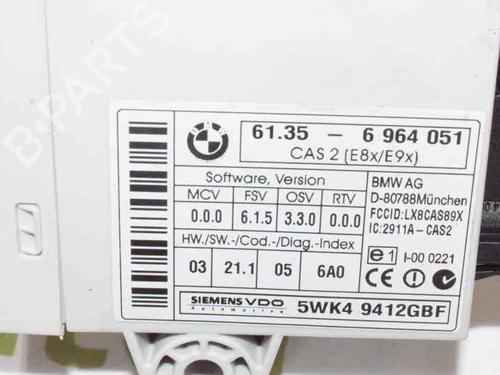 B-PARTS
BMW
61.35 - 6 964 051
CAS 2 (E8x/E9x)
Software, Version
MCV FSV OSV RTV
0.0.0 6.1.5 3.3.0 0.0.0
HW./SW.-/Cod.-/Diag.-Index
03 21.1 05 6A0
BMW AG
D-80788München
FCCID:LX8CAS89X
IC:2911A-CAS2
e1 I-00 0221
CE
SIEMENS VDO
Automotive
5WK4 9412GBF